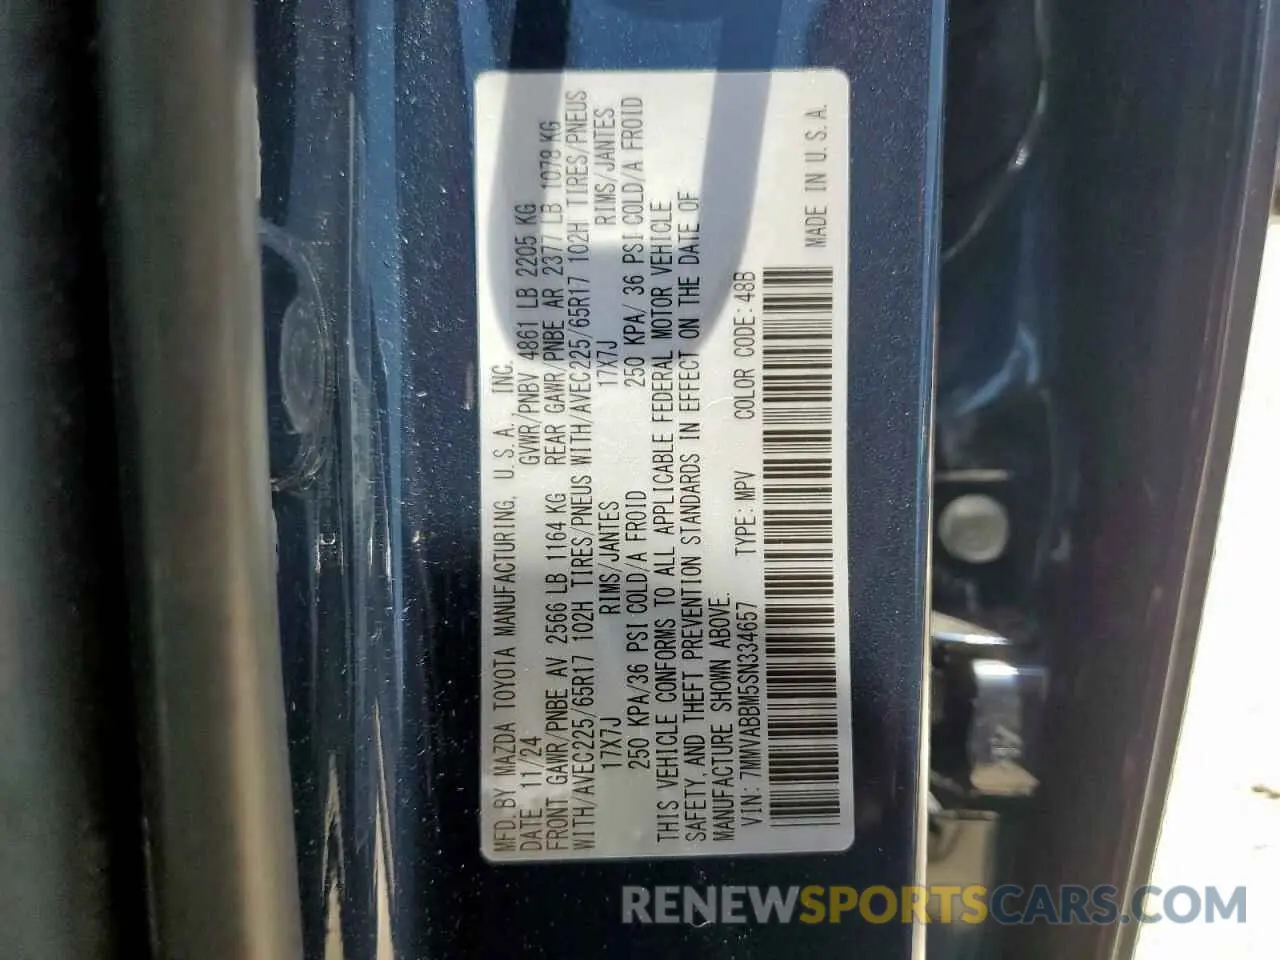 MFD. BY MAZDA TOYOTA MANUFACTURING, U.S.A., INC.
DATE 11/24 GVWR/PNBV 4861 LB 2205 KG
FRONT GAWR/PNBE AV 2566 LB 1164 KG REAR GAWR/PNBE AR 2377 LB 1078 KG
WITH/AVEC225/65R17 102H TIRES/PNEUS WITH/AVEC225/65R17 102H TIRES/PNEUS
17X7J RIMS/JANTES 17X7J RIMS/JANTES
250 KPA/36 PSI COLD/A FROID 250 KPA/ 36 PSI COLD/A FROID
THIS VEHICLE CONFORMS TO ALL APPLICABLE FEDERAL MOTOR VEHICLE
SAFETY, AND THEFT PREVENTION STANDARDS IN EFFECT ON THE DATE OF
MANUFACTURE SHOWN ABOVE.
VIN: 7MMVABBM5SN334657 TYPE: MPV COLOR CODE: 48B
MADE IN U.S.A.
RENEWSPORTSCARS.COM